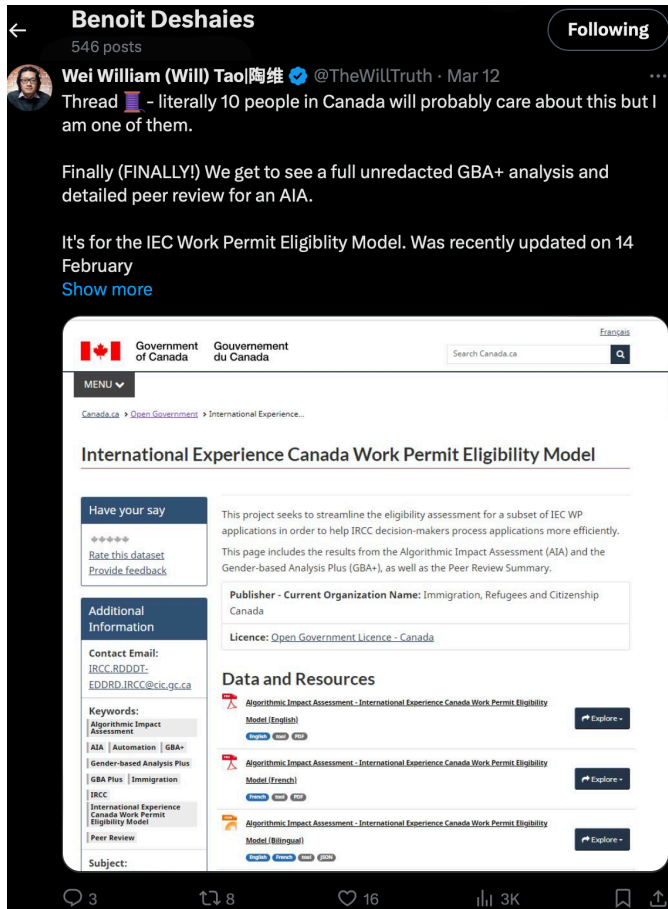 Benoit Deshaies
546 posts
Following
Wei William (Will) Tao|陶维 @TheWillTruth · Mar 12
Thread 🧵 - literally 10 people in Canada will probably care about this but I
am one of them.
Finally (FINALLY!) We get to see a full unredacted GBA+ analysis and
detailed peer review for an AIA.
It's for the IEC Work Permit Eligiblity Model. Was recently updated on 14
February
Show more
Français
Government
of Canada
Gouvernement
du Canada
Search Canada.ca
MENU
Canada.ca > Open Government > International Experience...
International Experience Canada Work Permit Eligibility Model
Have your say
Rate this dataset
Provide feedback
Additional
Information
Contact Email:
IRCC.RDDDT-
EDDRD.IRCC@cic.gc.ca
Keywords:
Algorithmic Impact
Assessment
AIA
Automation
GBA+
Gender-based Analysis Plus
GBA Plus
Immigration
IRCC
International Experience
Canada Work Permit
Eligibility Model
Peer Review
Subject:
This project seeks to streamline the eligibility assessment for a subset of IEC WP
applications in order to help IRCC decision-makers process applications more efficiently.
This page includes the results from the Algorithmic Impact Assessment (AIA) and the
Gender-based Analysis Plus (GBA+), as well as the Peer Review Summary.
Publisher - Current Organization Name: Immigration, Refugees and Citizenship
Canada
Licence: Open Government Licence - Canada
Data and Resources
Algorithmic Impact Assessment - International Experience Canada Work Permit Eligibility
Model (English)
English tool PDF
Explore
Algorithmic Impact Assessment - International Experience Canada Work Permit Eligibility
Model (French)
French tool PDF
Explore
Algorithmic Impact Assessment - International Experience Canada Work Permit Eligibility
Model (Bilingual)
English French tool JSON
Explore
3
8
16
3K